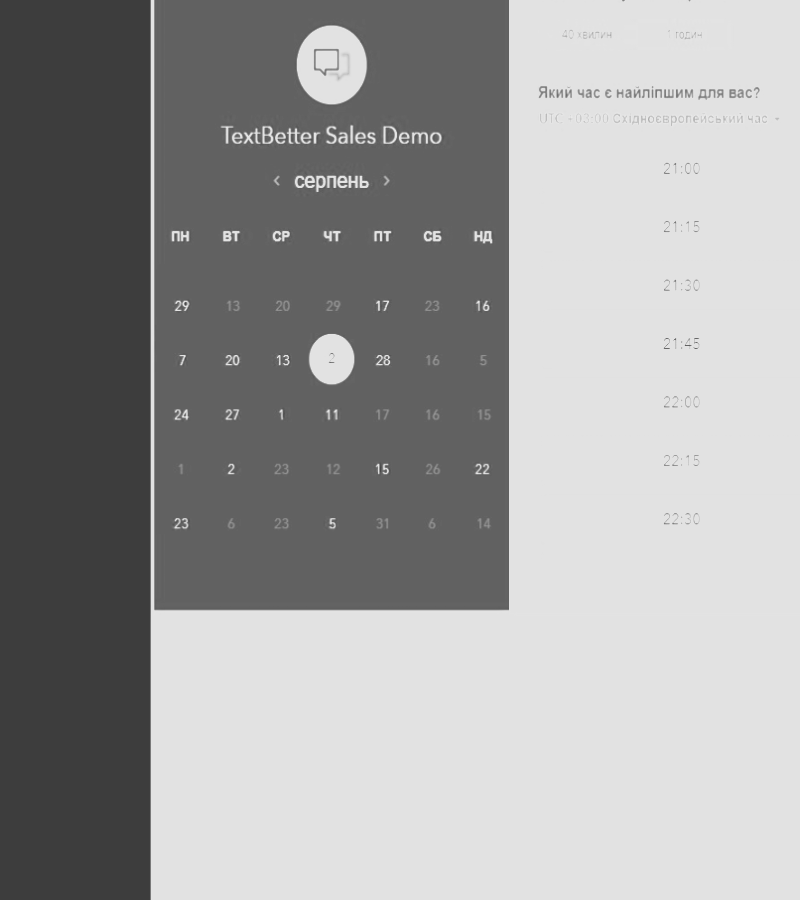 40 хвилин
1 годин
TextBetter Sales Demo
серпень
ПН ВТ СР ЧТ ПТ СБ НД
29 13 20 29 17 23 16
7 20 13 2 28 16 5
24 27 1 11 17 16 15
1 2 23 12 15 26 22
23 6 23 5 31 6 14
Який час є найліпшим для вас?
UTC +03:00 Східноєвропейський час
21:00
21:15
21:30
21:45
22:00
22:15
22:30